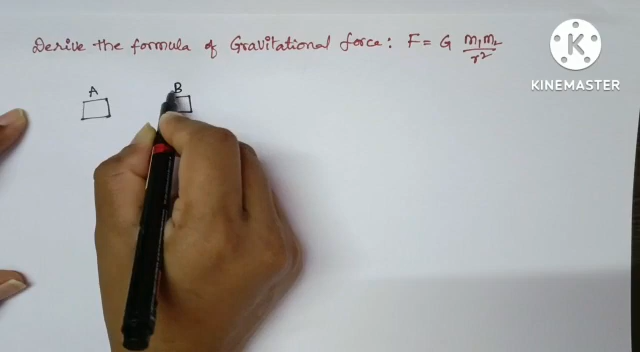 Derive the formula of Gravitational force: F = G m₁m₂/r²
K
KINEMASTER
A
B